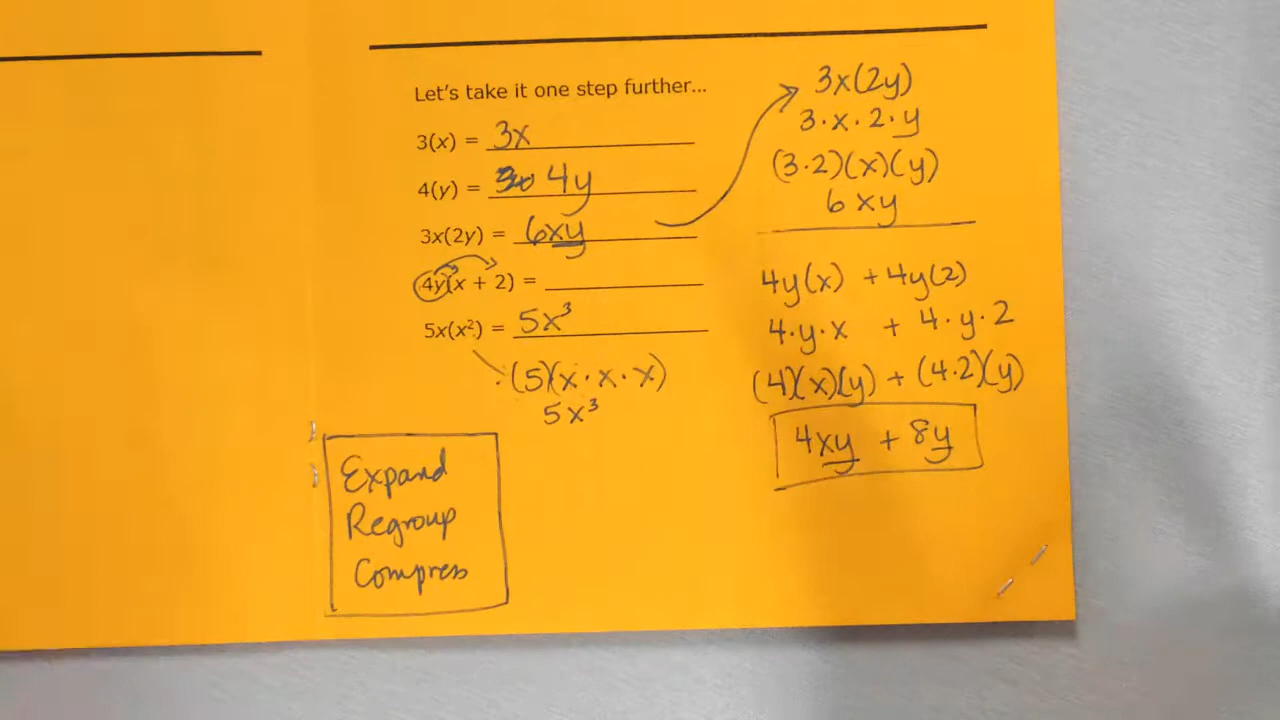 Let's take it one step further...
3(x) = 3x
4(y) = 4y
3x(2y) = 6xy
4y(x + 2) =
5x(x²) = 5x³
(5)(x·x·x)
5x³
Expand
Regroup
Compress
3x(2y)
3·x·2·y
(3·2)(x)(y)
6xy
4y(x) + 4y(2)
4·y·x + 4·y·2
(4)(x)(y) + (4·2)(y)
4xy + 8y